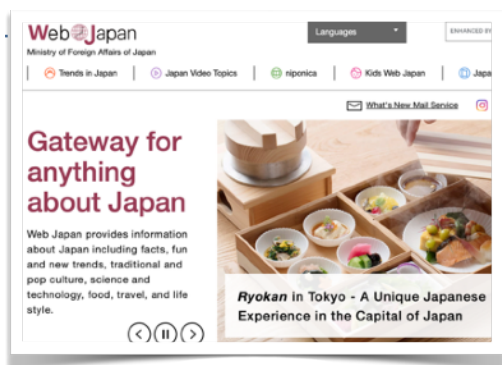 Web Japan
Ministry of Foreign Affairs of Japan
Languages
ENHANCED BY
Trends in Japan
Japan Video Topics
niponica
Kids Web Japan
Japa
What's New Mail Service
Gateway for
anything
about Japan
Web Japan provides information
about Japan including facts, fun
and new trends, traditional and
pop culture, science and
technology, food, travel, and life
style.
Ryokan in Tokyo - A Unique Japanese
Experience in the Capital of Japan